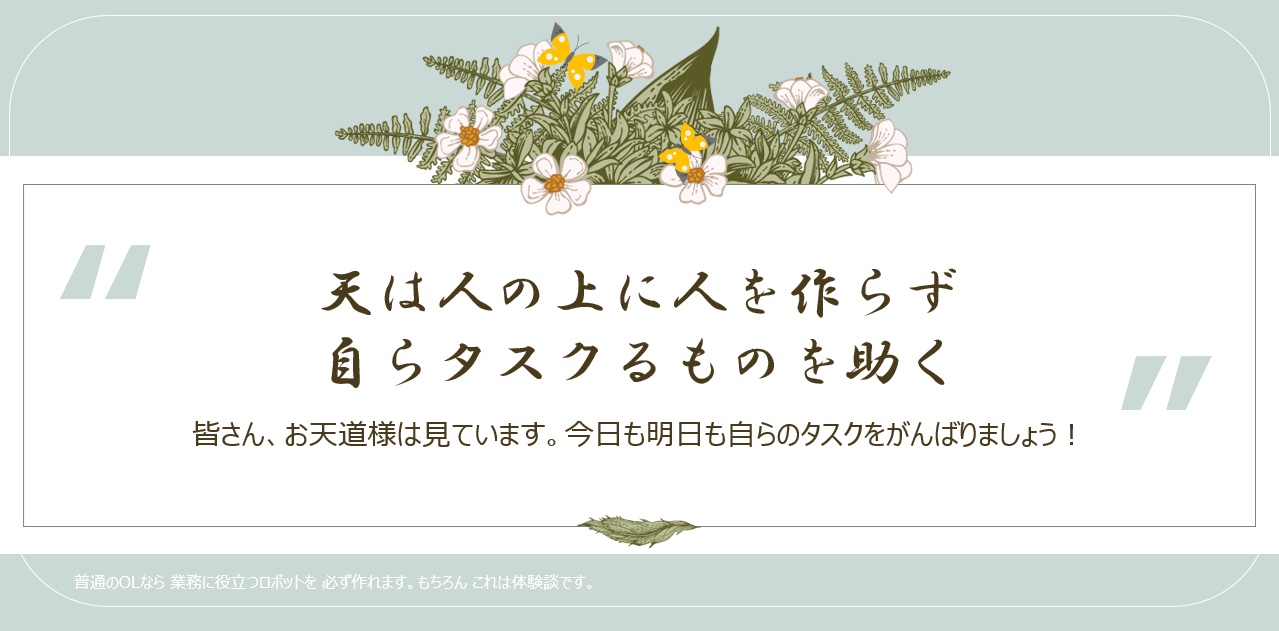 天は人の上に人を作らず
自らタスクるものを助く
皆さん、お天道様は見ています。今日も明日も自らのタスクをがんばりましょう！
普通のOLなら 業務に役立つロボットを 必ず作れます。もちろん これは体験談です。